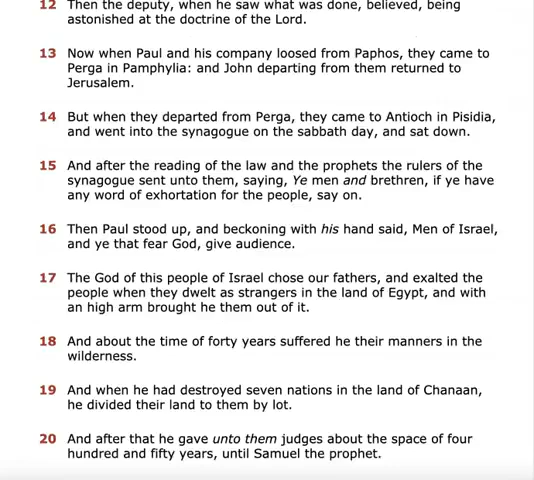 12 Then the deputy, when he saw what was done, believed, being
astonished at the doctrine of the Lord.
13 Now when Paul and his company loosed from Paphos, they came to
Perga in Pamphylia: and John departing from them returned to
Jerusalem.
14 But when they departed from Perga, they came to Antioch in Pisidia,
and went into the synagogue on the sabbath day, and sat down.
15 And after the reading of the law and the prophets the rulers of the
synagogue sent unto them, saying, Ye men and brethren, if ye have
any word of exhortation for the people, say on.
16 Then Paul stood up, and beckoning with his hand said, Men of Israel,
and ye that fear God, give audience.
17 The God of this people of Israel chose our fathers, and exalted the
people when they dwelt as strangers in the land of Egypt, and with
an high arm brought he them out of it.
18 And about the time of forty years suffered he their manners in the
wilderness.
19 And when he had destroyed seven nations in the land of Chanaan,
he divided their land to them by lot.
20 And after that he gave unto them judges about the space of four
hundred and fifty years, until Samuel the prophet.